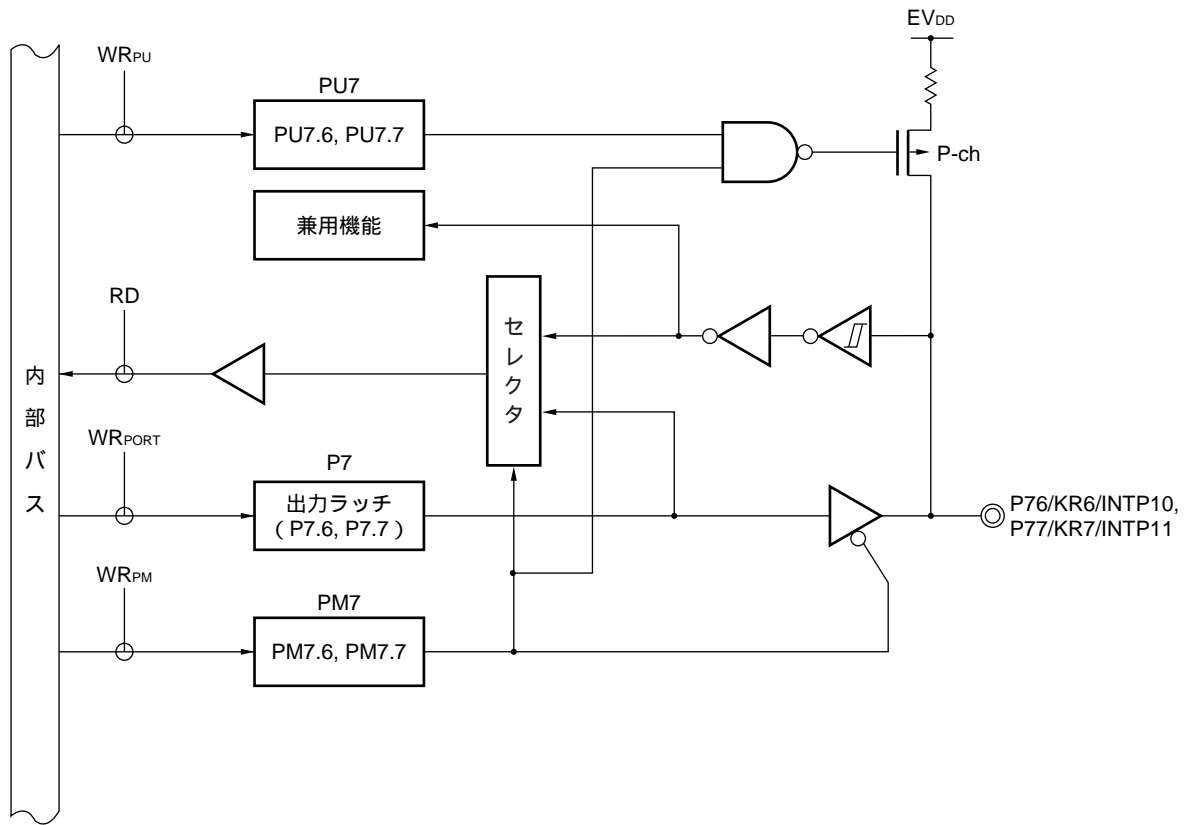 EVDD
WRPU
PU7
PU7.6, PU7.7
P-ch
兼用機能
RD
セレクタ
内部バス
WRPORT
P7
出力ラッチ
（P7.6, P7.7）
P76/KR6/INTP10,
P77/KR7/INTP11
WRPM
PM7
PM7.6, PM7.7